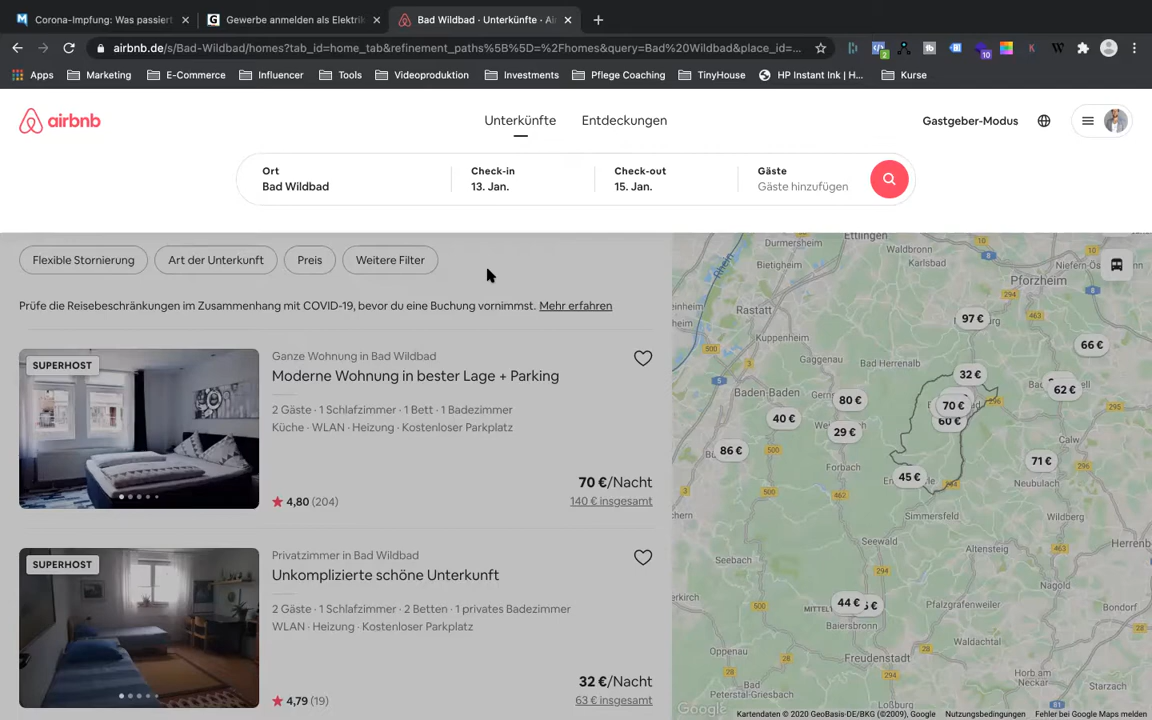 Corona-Impfung: Was passiert
Gewerbe anmelden als Elektrik
Bad Wildbad · Unterkünfte · Ai
airbnb.de/s/Bad-Wildbad/homes?tab_id=home_tab&refinement_paths%5B%5D=%2Fhomes&query=Bad%20Wildbad&place_id=...
2
10
Apps
Marketing
E-Commerce
Influencer
Tools
Videoproduktion
Investments
Pflege Coaching
TinyHouse
HP Instant Ink | H...
Kurse
airbnb
Unterkünfte
Entdeckungen
Gastgeber-Modus
Ort
Bad Wildbad
Check-in
13. Jan.
Check-out
15. Jan.
Gäste
Gäste hinzufügen
Flexible Stornierung
Art der Unterkunft
Preis
Weitere Filter
Prüfe die Reisebeschränkungen im Zusammenhang mit COVID-19, bevor du eine Buchung vornimmst. Mehr erfahren
SUPERHOST
Ganze Wohnung in Bad Wildbad
Moderne Wohnung in bester Lage + Parking
2 Gäste · 1 Schlafzimmer · 1 Bett · 1 Badezimmer
Küche · WLAN · Heizung · Kostenloser Parkplatz
70 €/Nacht
4,80 (204)
140 € insgesamt
SUPERHOST
Privatzimmer in Bad Wildbad
Unkomplizierte schöne Unterkunft
2 Gäste · 1 Schlafzimmer · 2 Betten · 1 privates Badezimmer
WLAN · Heizung · Kostenloser Parkplatz
32 €/Nacht
4,79 (19)
63 € insgesamt
Ettlingen
Durmersheim
Bietigheim
Waldbronn
Karlsbad
Pforzheim
Rhein
Rastatt
Kuppenheim
Gaggenau
Bad Herrenalb
Baden-Baden
Forbach
Calw
Neubulach
Simmersfeld
Wildberg
Seewald
Altensteig
Seebach
Nagold
Baiersbronn
Pfalzgrafenweiler
Bondorf
Oppenau
Waldachtal
Freudenstadt
Bad Peterstal-Griesbach
Horb am Neckar
Starzach
Loßburg
97 €
66 €
32 €
62 €
80 €
70 €
60 €
40 €
29 €
86 €
71 €
45 €
44 €
Google
Kartendaten © 2020 GeoBasis-DE/BKG (©2009), Google
Nutzungsbedingungen
Fehler bei Google Maps melden